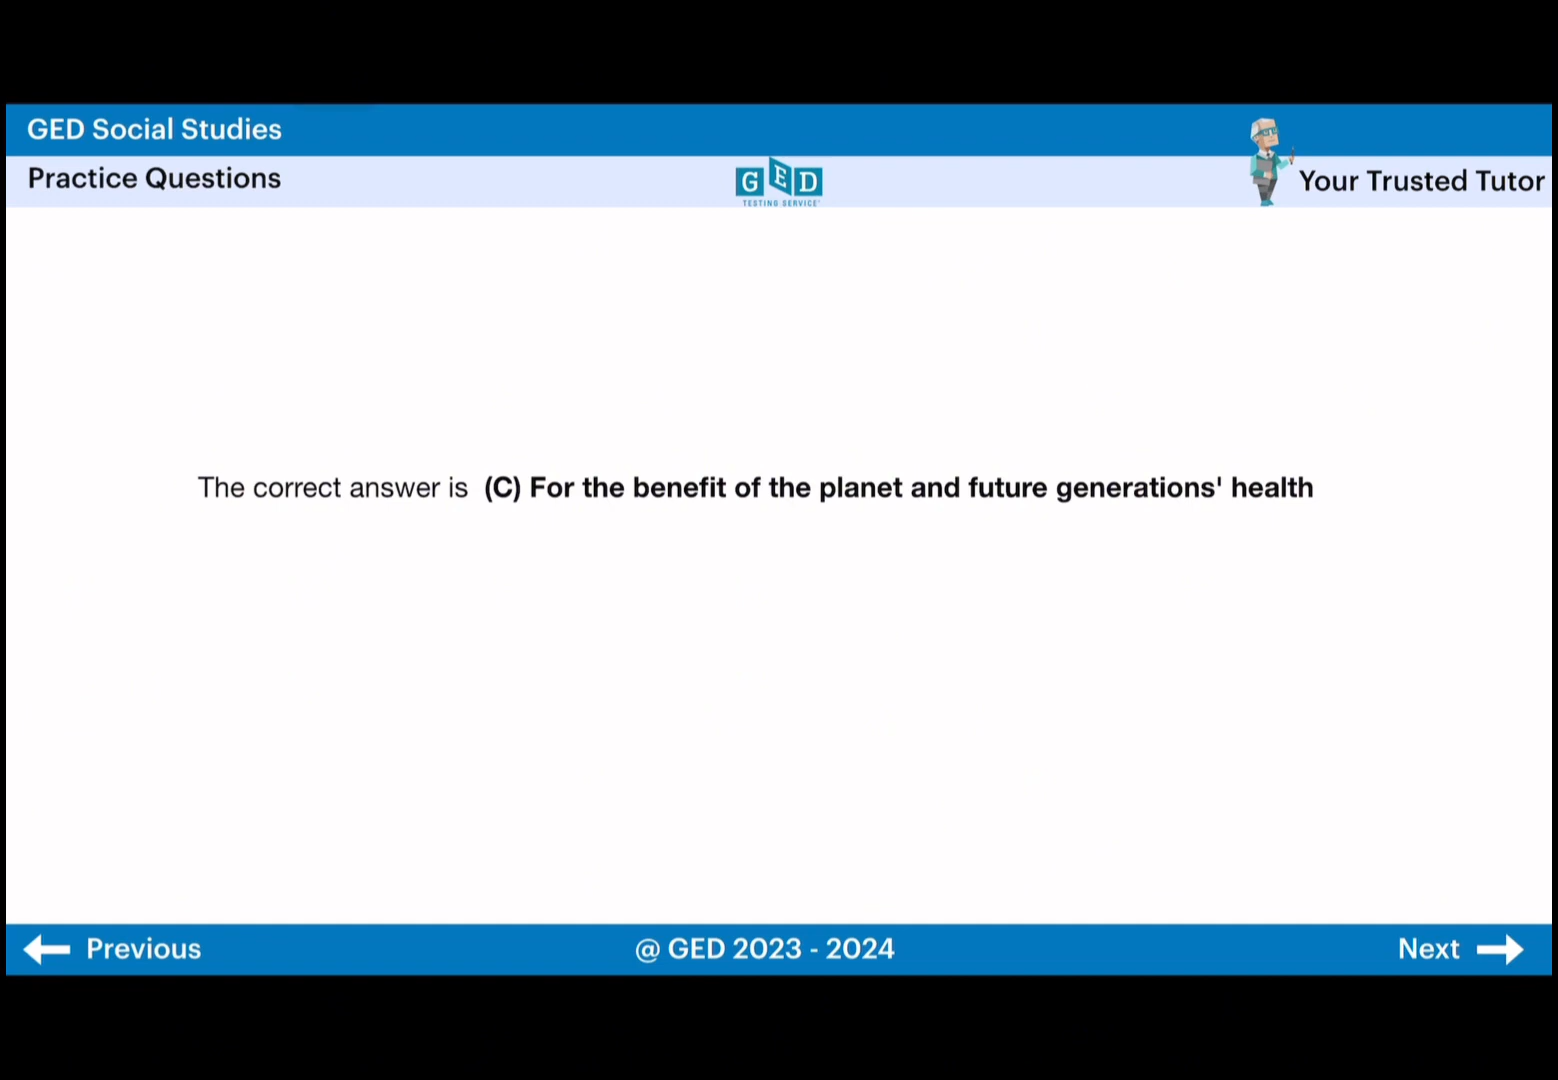 GED Social Studies
Practice Questions
GED
TESTING SERVICE
Your Trusted Tutor
The correct answer is (C) For the benefit of the planet and future generations' health
Previous
@ GED 2023 - 2024
Next